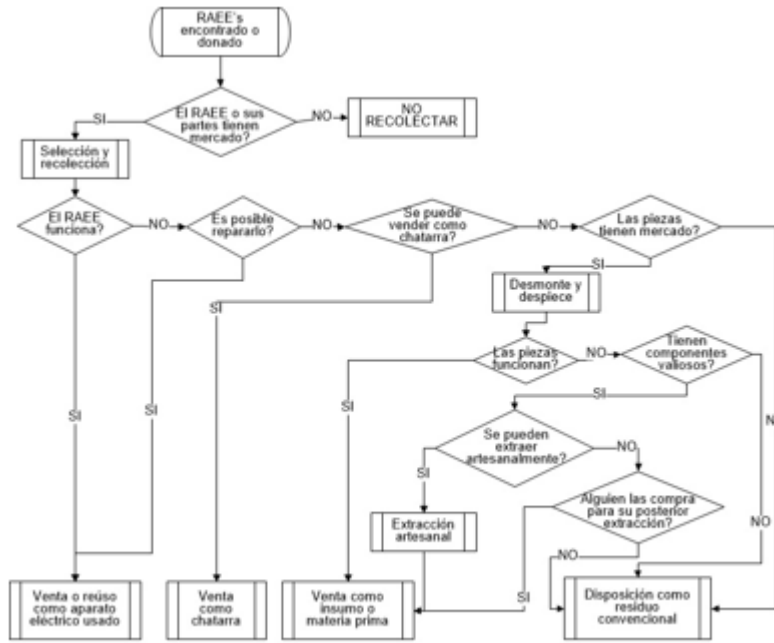 RAEE's
encontrado o
donado
El RAEE o sus
partes tienen
mercado?
NO
NO
RECOLECTAR
SI
Selección y
recolección
El RAEE
funciona?
NO
Es posible
repararlo?
NO
Se puede
vender como
chatarra?
NO
Las piezas
tienen mercado?
SI
Desmonte y
despiece
SI
Las piezas
funcionan?
NO
Tienen
componentes
valiosos?
SI
SI
SI
SI
Se pueden
extraer
artesanalmente?
NO
SI
Extracción
artesanal
Alguien las compra
para su posterior
extracción?
NO
NO
SI
Venta o reúso
como aparato
eléctrico usado
Venta
como
chatarra
Venta como
insumo o
materia prima
Disposición como
residuo
convencional